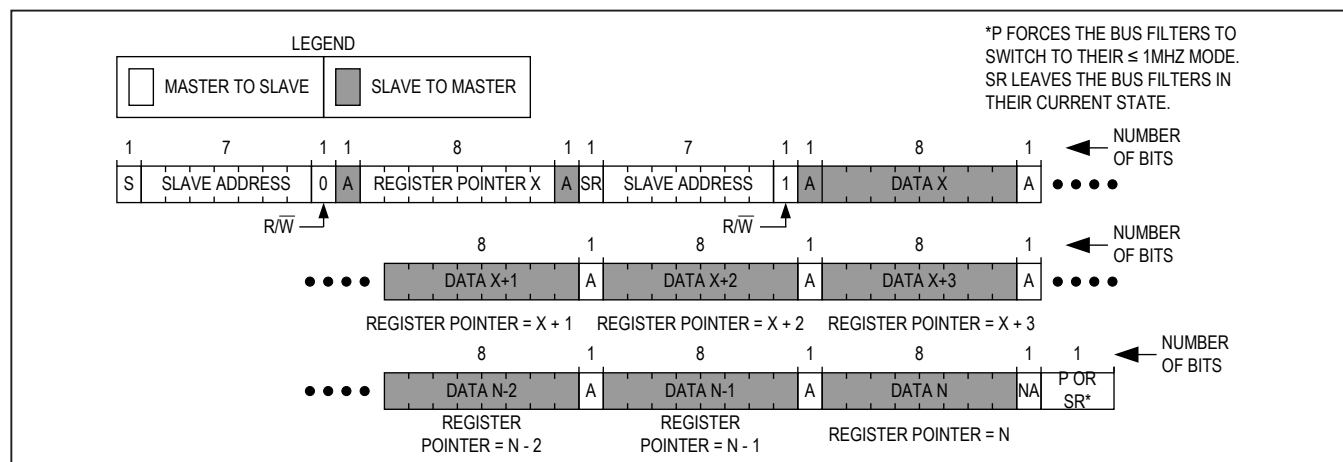 LEGEND
MASTER TO SLAVE SLAVE TO MASTER
*P FORCES THE BUS FILTERS TO
SWITCH TO THEIR ≤ 1MHZ MODE.
SR LEAVES THE BUS FILTERS IN
THEIR CURRENT STATE.
1 7 1 1 8 1 1 7 1 1 8 1
NUMBER
OF BITS
S SLAVE ADDRESS 0 A REGISTER POINTER X A SR SLAVE ADDRESS 1 A DATA X A
R/W̅ R/W̅
8 1 8 1 8 1
NUMBER
OF BITS
DATA X+1 A DATA X+2 A DATA X+3 A
REGISTER POINTER = X + 1 REGISTER POINTER = X + 2 REGISTER POINTER = X + 3
8 1 8 1 8 1 1
NUMBER
OF BITS
DATA N-2 A DATA N-1 A DATA N NA P OR
SR*
REGISTER
POINTER = N - 2
REGISTER
POINTER = N - 1
REGISTER POINTER = N